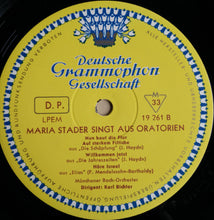 Deutsche
Grammophon
Gesellschaft
D. P.
LPEM
M
33
19 261 B
MARIA STADER SINGT AUS ORATORIEN
Nun beut die Flur
Auf starkem Fittiche
aus „Die Schöpfung" (J. Haydn)
Willkommen jetzt
aus „Die Jahreszeiten" (J. Haydn)
Höre Israel
aus „Elias" (F. Mendelssohn-Bartholdy)
Münchener Bach-Orchester
Dirigent: Karl Richter